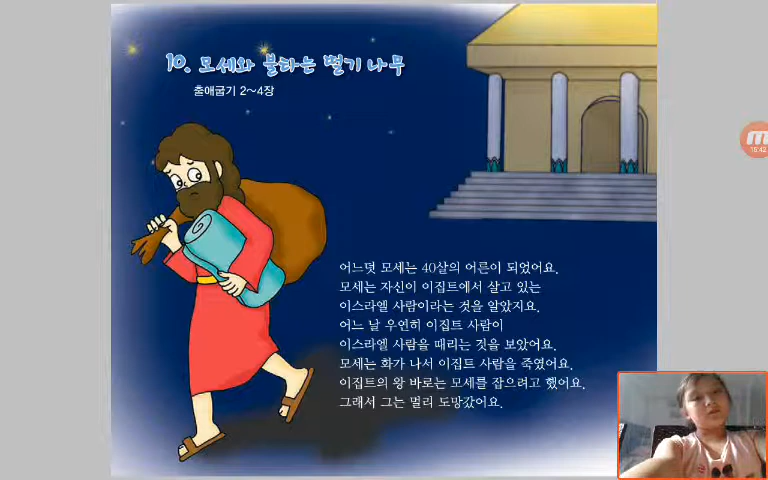 10. 모세와 불타는 떨기 나무
출애굽기 2~4장
어느덧 모세는 40살의 어른이 되었어요.
모세는 자신이 이집트에서 살고 있는
이스라엘 사람이라는 것을 알았지요.
어느 날 우연히 이집트 사람이
이스라엘 사람을 때리는 것을 보았어요.
모세는 화가 나서 이집트 사람을 죽였어요.
이집트의 왕 바로는 모세를 잡으려고 했어요.
그래서 그는 멀리 도망갔어요.
15:42